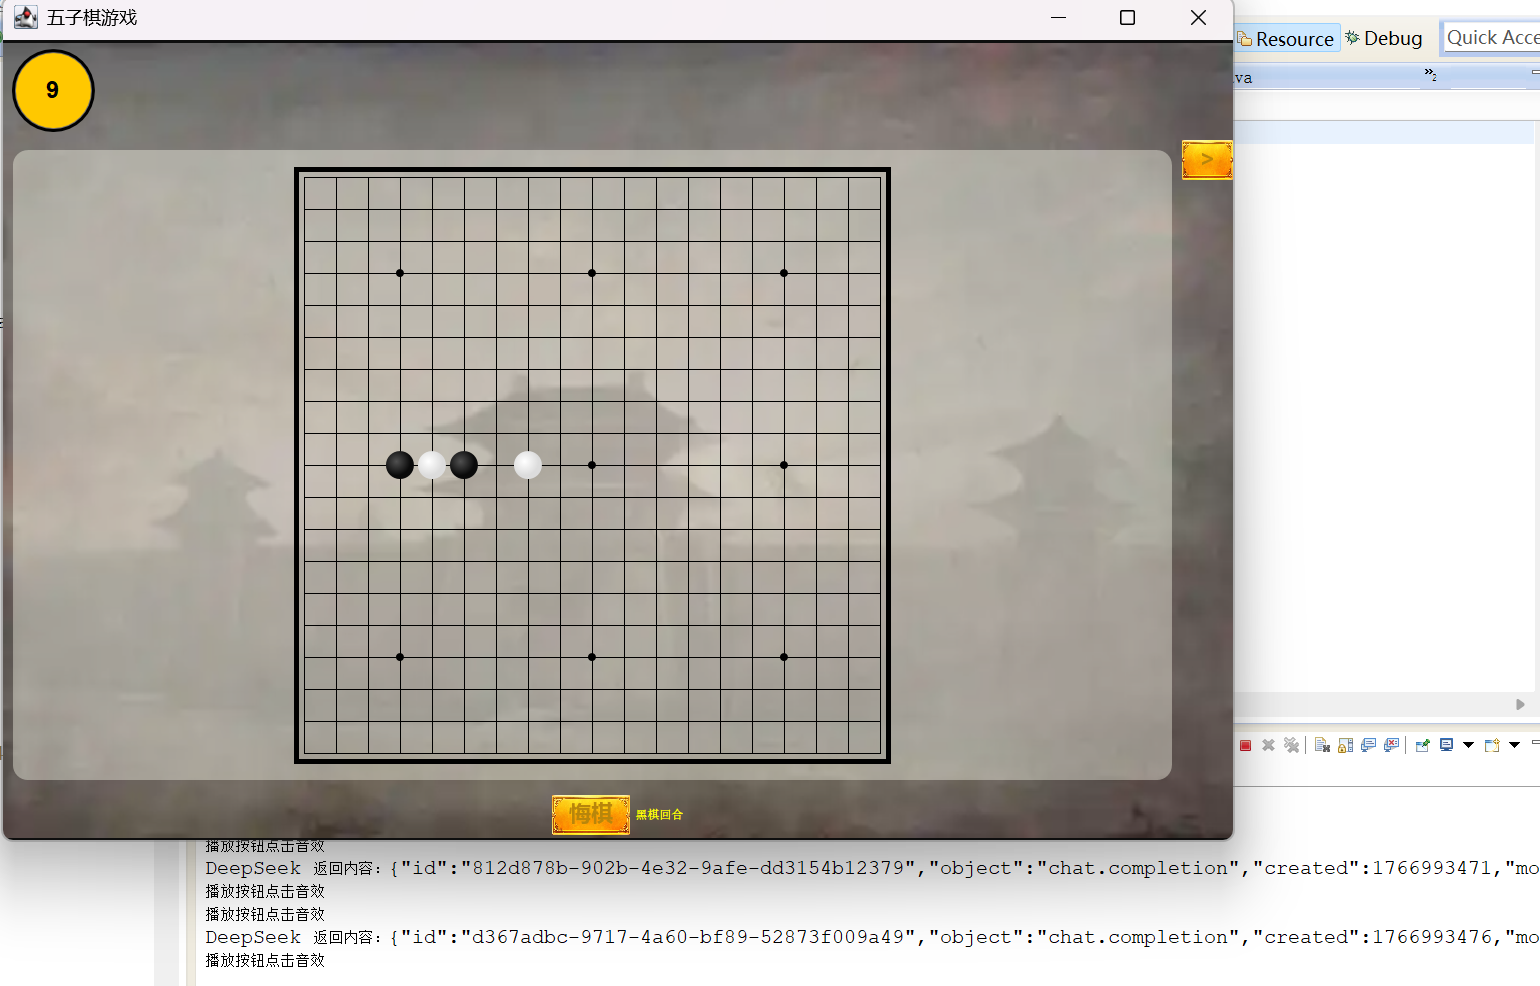 五子棋游戏
Resource
Debug
Quick Acce
9
va
»2
>
悔棋
黑棋回合
播放按钮点击音效
DeepSeek 返回内容: {"id":"812d878b-902b-4e32-9afe-dd3154b12379","object":"chat.completion","created":1766993471,"mo
播放按钮点击音效
播放按钮点击音效
DeepSeek 返回内容: {"id":"d367adbc-9717-4a60-bf89-52873f009a49","object":"chat.completion","created":1766993476,"mo
播放按钮点击音效